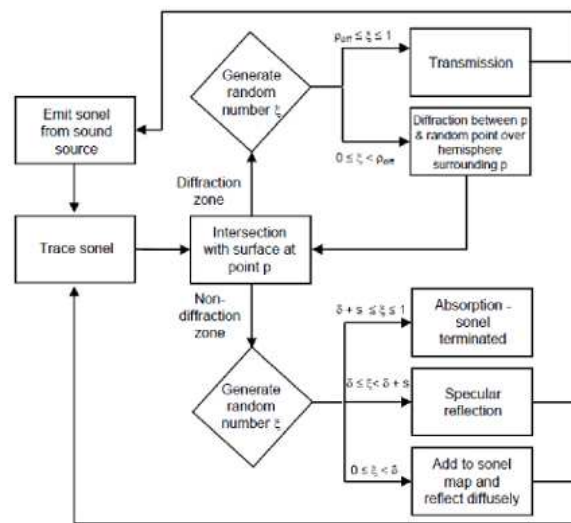 Generate
random
number ξ
ρdiff ≤ ξ ≤ 1
Transmission
0 ≤ ξ < ρdiff
Diffraction between p
& random point over
hemisphere
surrounding p
Emit sonel
from sound
source
Diffraction
zone
Trace sonel
Intersection
with surface at
point p
Non-
diffraction
zone
Generate
random
number ξ
δ + s ≤ ξ ≤ 1
Absorption -
sonel
terminated
δ ≤ ξ < δ + s
Specular
reflection
0 ≤ ξ < δ
Add to sonel
map and
reflect diffusely